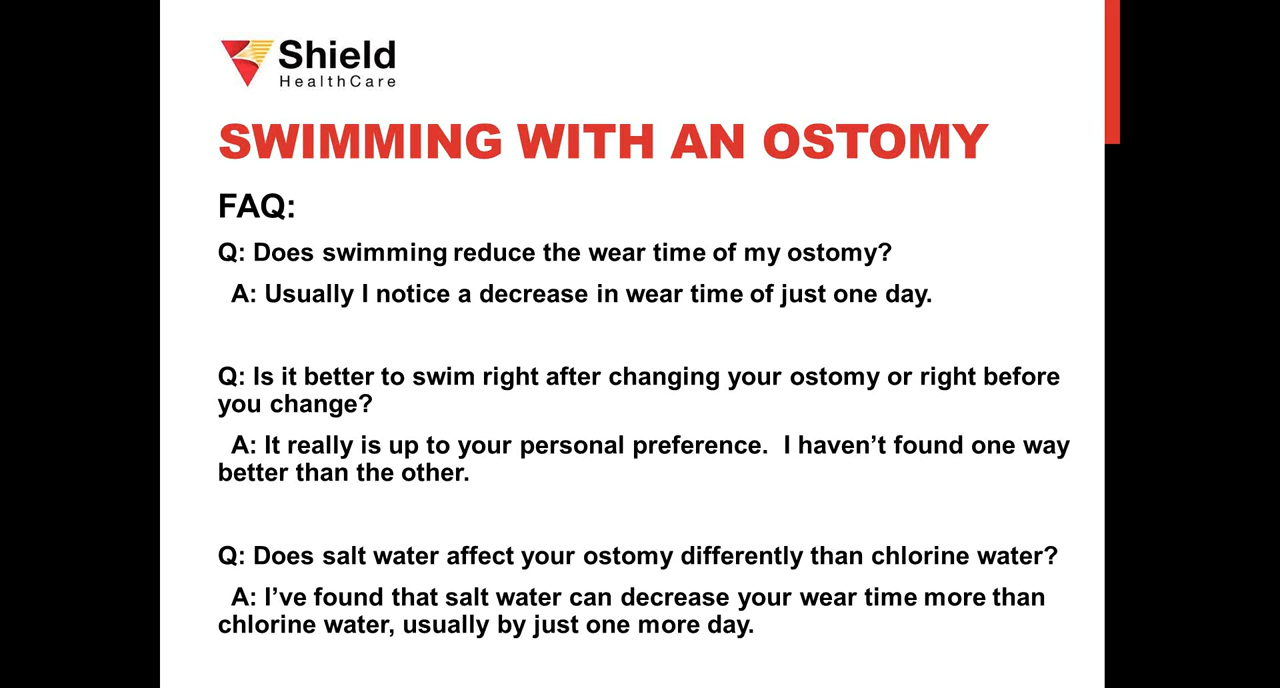 Shield
HealthCare
SWIMMING WITH AN OSTOMY
FAQ:
Q: Does swimming reduce the wear time of my ostomy?
A: Usually I notice a decrease in wear time of just one day.
Q: Is it better to swim right after changing your ostomy or right before
you change?
A: It really is up to your personal preference.  I haven’t found one way
better than the other.
Q: Does salt water affect your ostomy differently than chlorine water?
A: I’ve found that salt water can decrease your wear time more than
chlorine water, usually by just one more day.